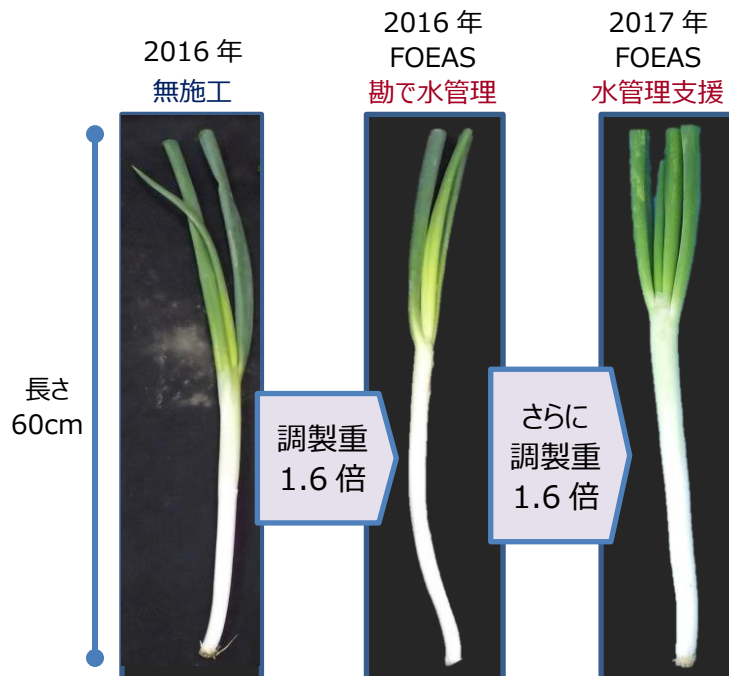 2016 年
無施工
2016 年
FOEAS
勘で水管理
2017 年
FOEAS
水管理支援
長さ
60cm
調製重
1.6 倍
さらに
調製重
1.6 倍